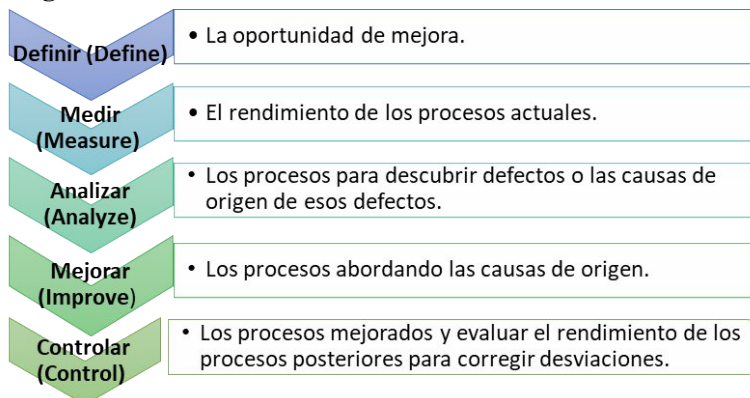 Definir (Define)
• La oportunidad de mejora.
Medir
(Measure)
• El rendimiento de los procesos actuales.
Analizar
(Analyze)
• Los procesos para descubrir defectos o las causas de
origen de esos defectos.
Mejorar
(Improve)
• Los procesos abordando las causas de origen.
Controlar
(Control)
• Los procesos mejorados y evaluar el rendimiento de los
procesos posteriores para corregir desviaciones.